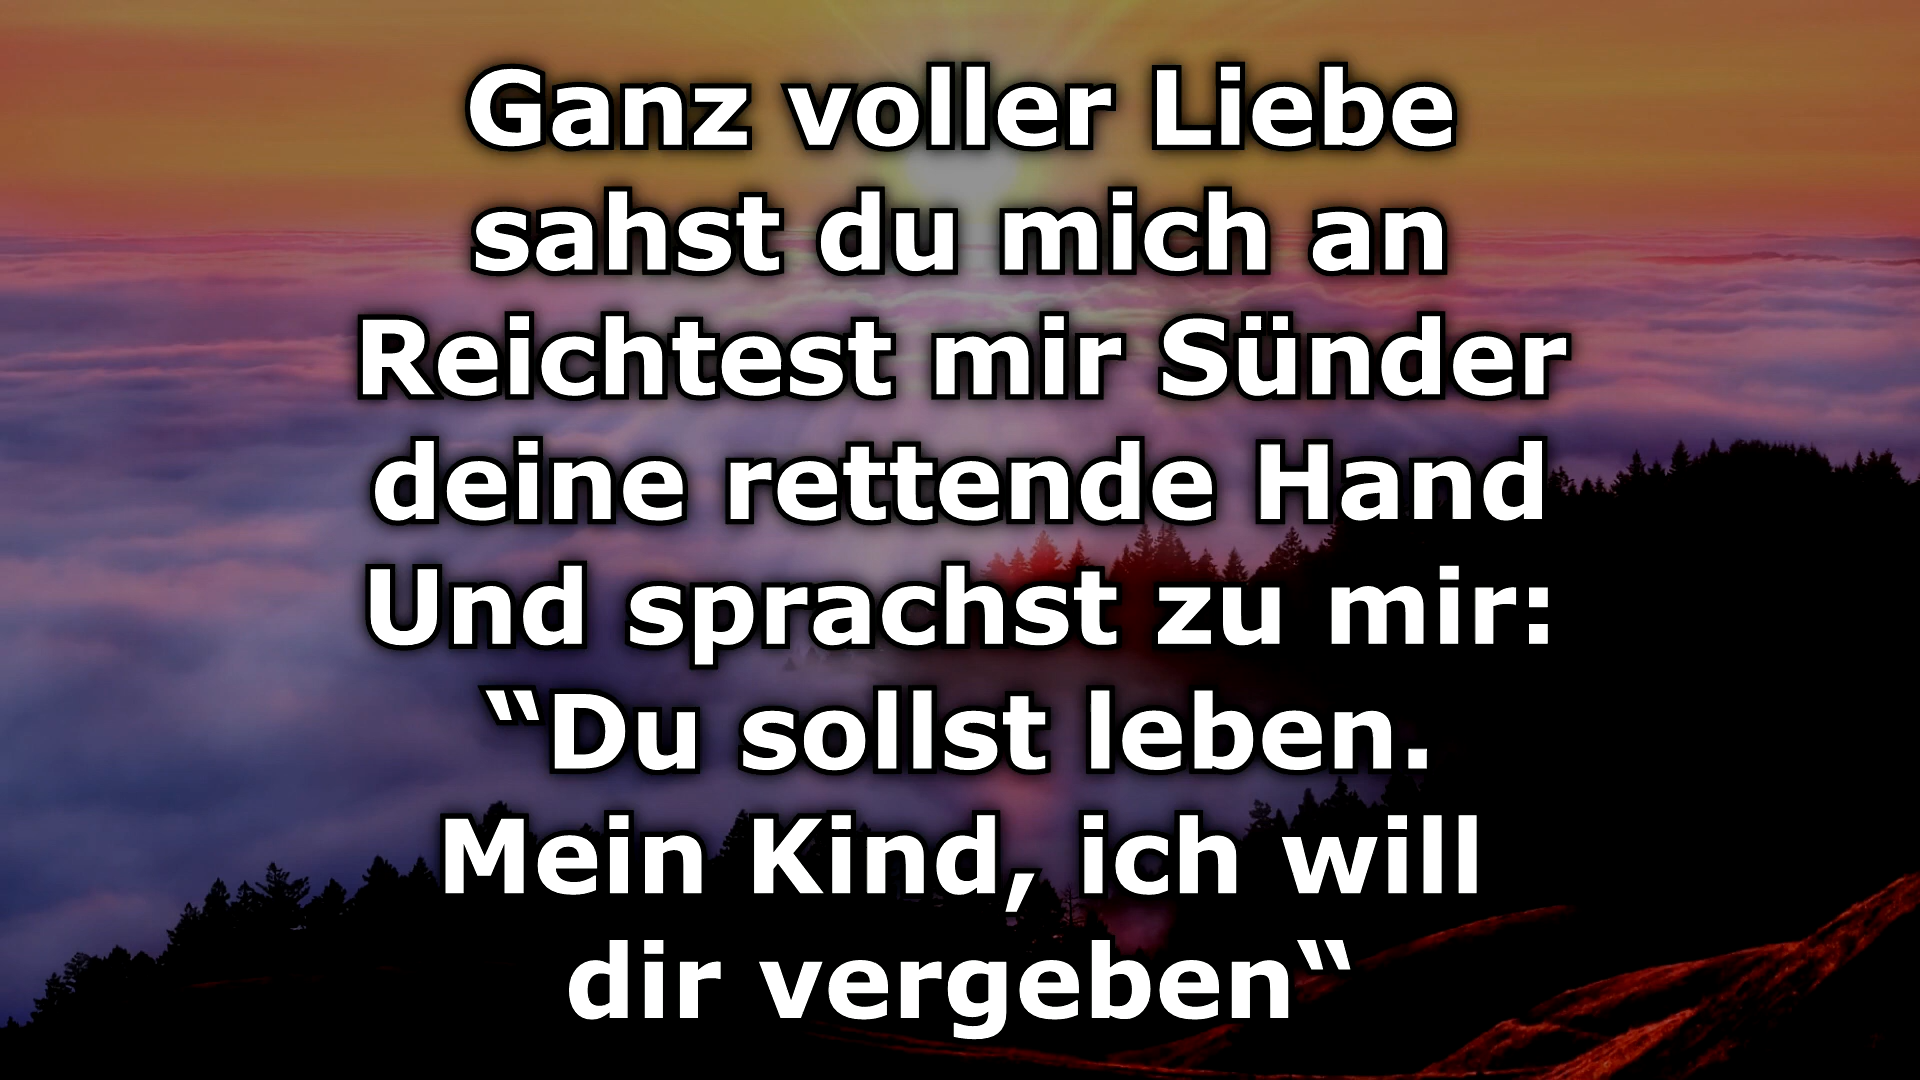 Ganz voller Liebe
sahst du mich an
Reichtest mir Sünder
deine rettende Hand
Und sprachst zu mir:
“Du sollst leben.
Mein Kind, ich will
dir vergeben“